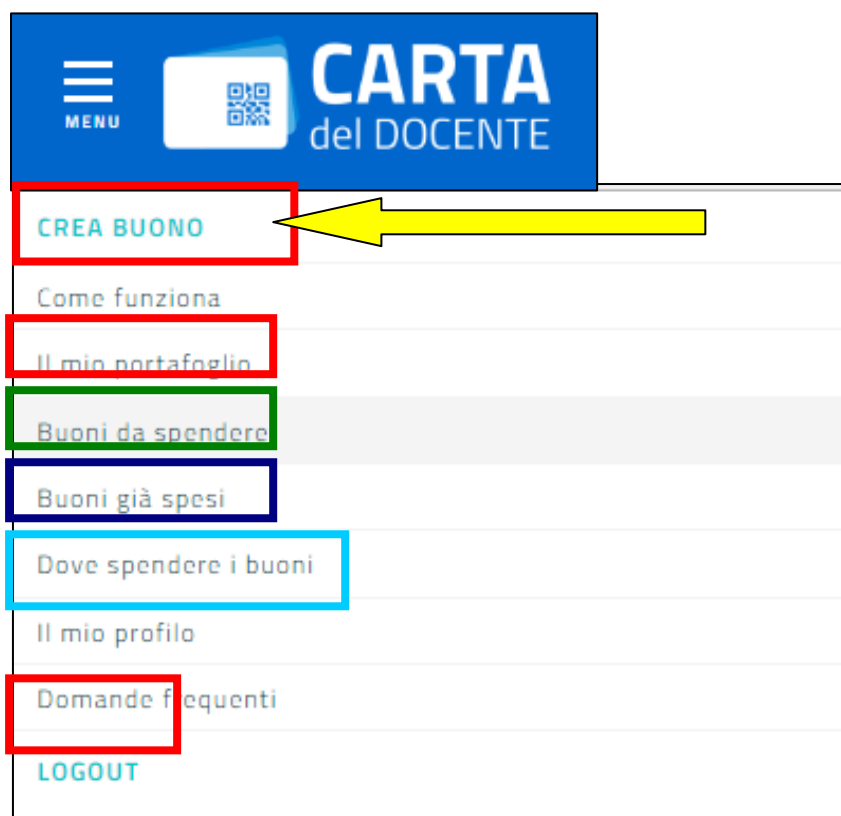 MENU
CARTA
del DOCENTE
CREA BUONO
Come funziona
Il mio portafoglio
Buoni da spendere
Buoni già spesi
Dove spendere i buoni
Il mio profilo
Domande frequenti
LOGOUT